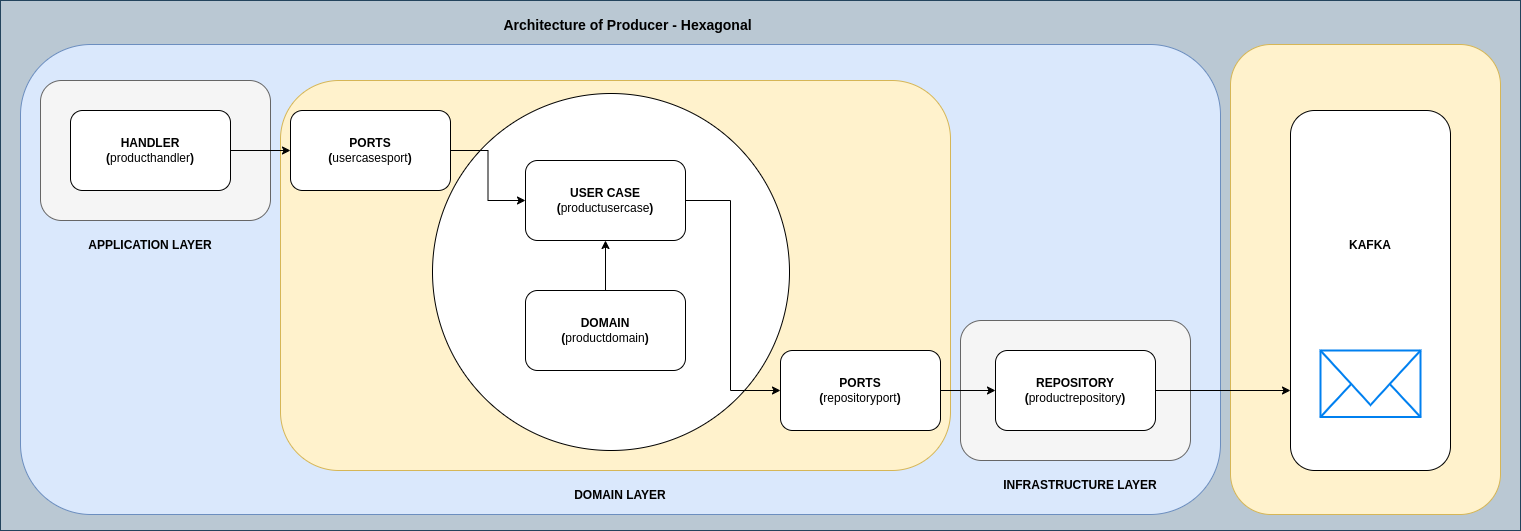 Architecture of Producer - Hexagonal
HANDLER
(producthandler)
APPLICATION LAYER
PORTS
(usercasesport)
USER CASE
(productusercase)
DOMAIN
(productdomain)
PORTS
(repositoryport)
DOMAIN LAYER
REPOSITORY
(productrepository)
INFRASTRUCTURE LAYER
KAFKA